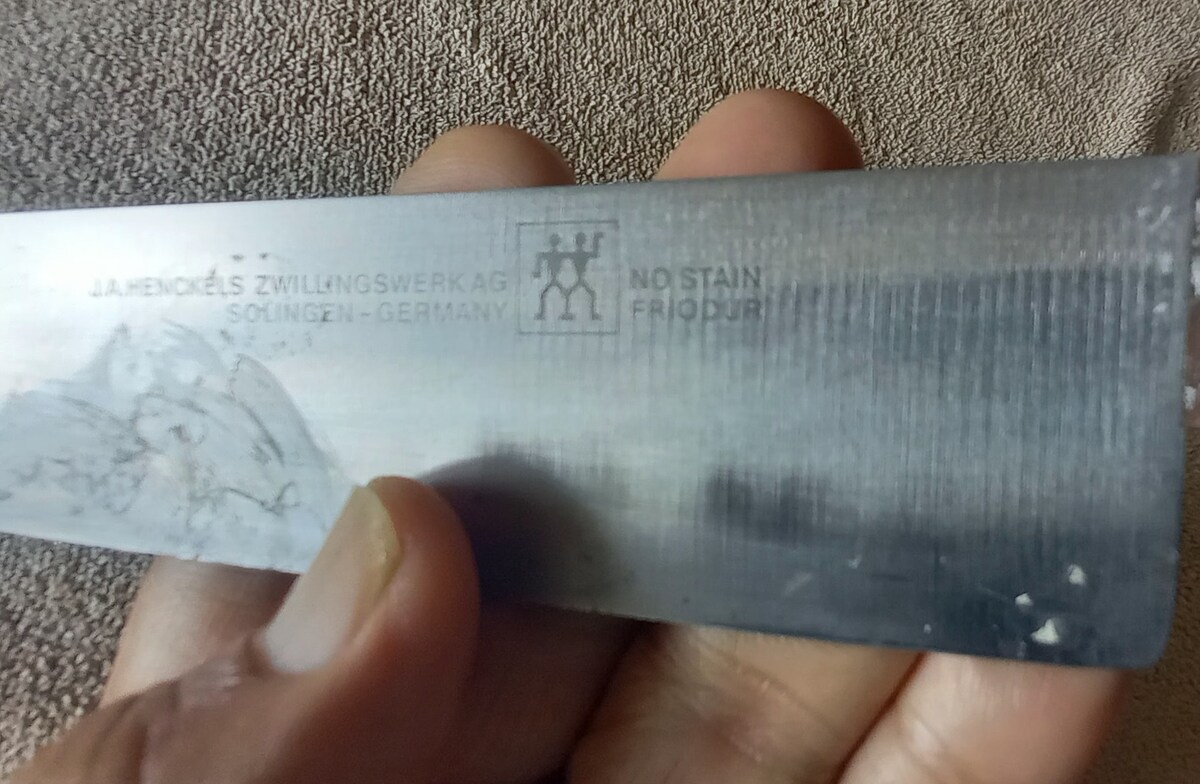 J.A.HENCKELS ZWILLINGSWERK AG
SOLINGEN-GERMANY
NO STAIN
FRIODUR